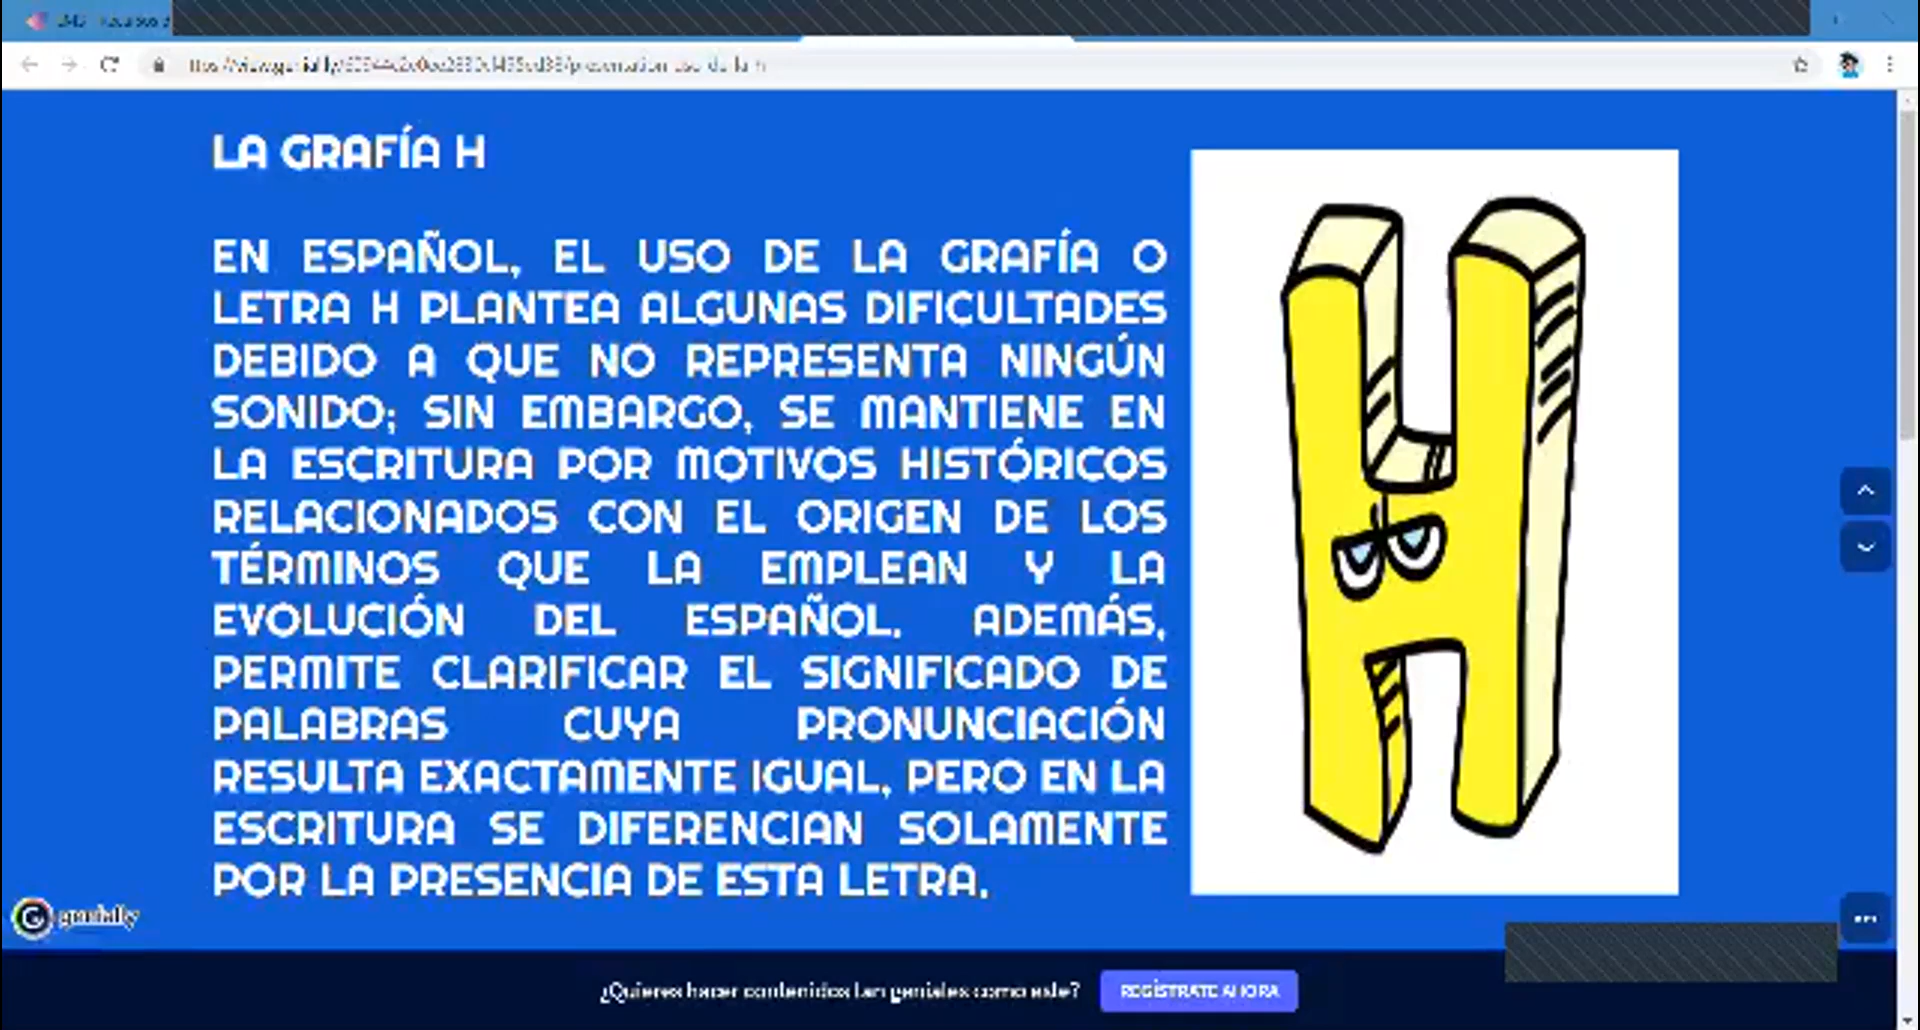 LA GRAFÍA H
EN ESPAÑOL, EL USO DE LA GRAFÍA O
LETRA H PLANTEA ALGUNAS DIFICULTADES
DEBIDO A QUE NO REPRESENTA NINGÚN
SONIDO; SIN EMBARGO, SE MANTIENE EN
LA ESCRITURA POR MOTIVOS HISTÓRICOS
RELACIONADOS CON EL ORIGEN DE LOS
TÉRMINOS QUE LA EMPLEAN Y LA
EVOLUCIÓN DEL ESPAÑOL. ADEMÁS,
PERMITE CLARIFICAR EL SIGNIFICADO DE
PALABRAS CUYA PRONUNCIACIÓN
RESULTA EXACTAMENTE IGUAL, PERO EN LA
ESCRITURA SE DIFERENCIAN SOLAMENTE
POR LA PRESENCIA DE ESTA LETRA.
H
genially
¿Quieres hacer contenidos tan geniales como este?
REGÍSTRATE AHORA